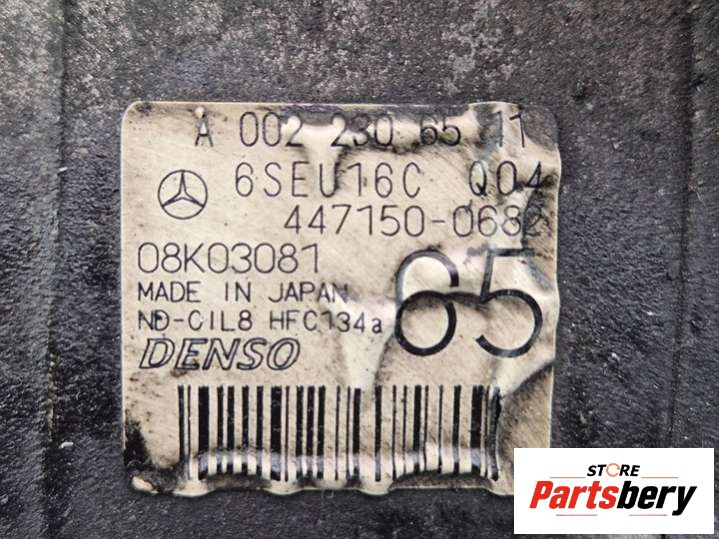 A 002 230 65 11
6SEU16C Q04
447150-0682
08K03081
MADE IN JAPAN
65
ND-OIL8 HFC134a
DENSO
STORE
Partsbery